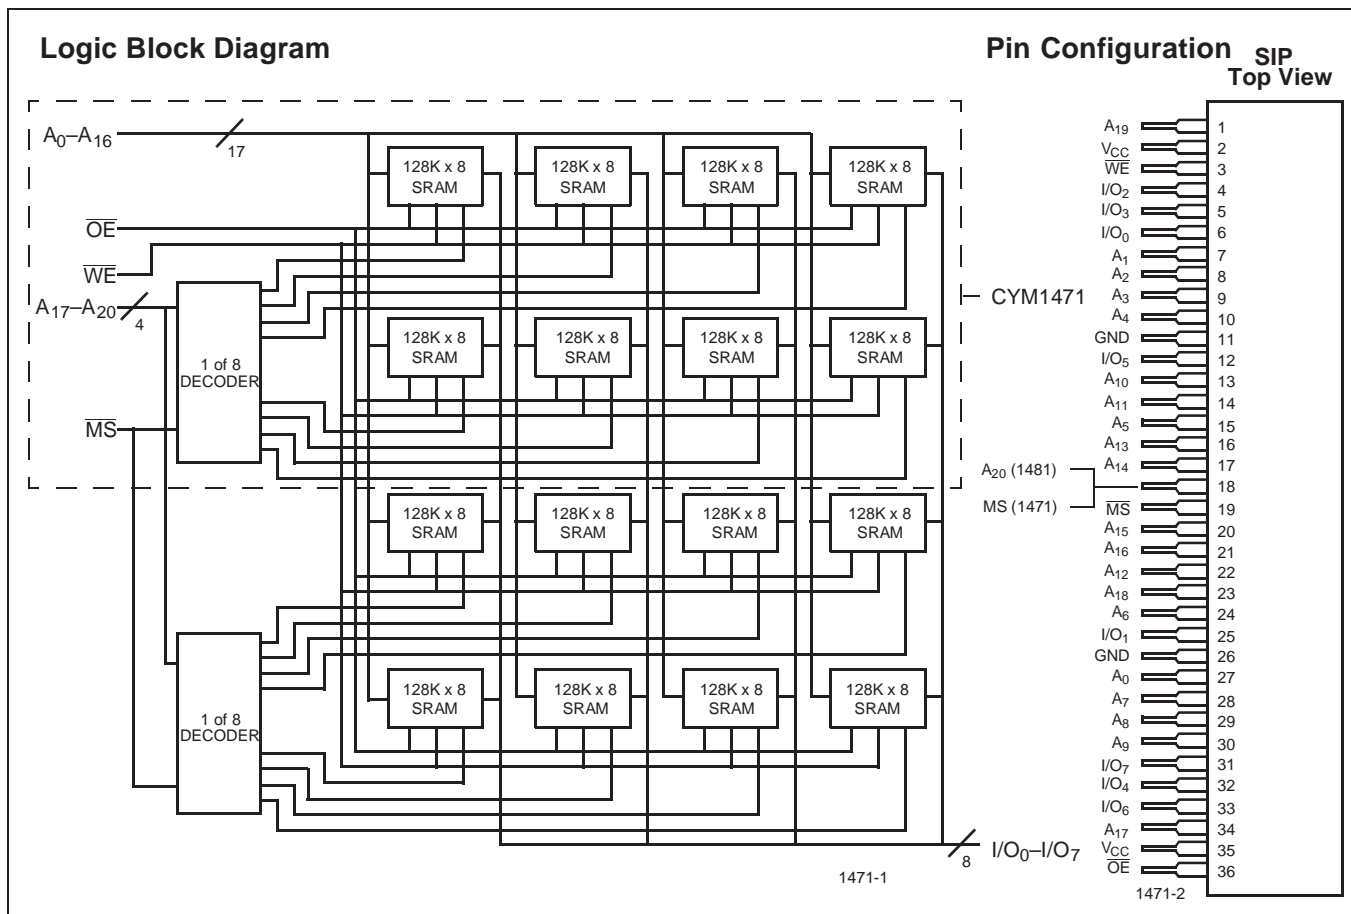 Logic Block Diagram
A0–A16
17
128K x 8
SRAM
128K x 8
SRAM
128K x 8
SRAM
128K x 8
SRAM
OE
WE
A17–A20
4
1 of 8
DECODER
MS
128K x 8
SRAM
128K x 8
SRAM
128K x 8
SRAM
128K x 8
SRAM
CYM1471
128K x 8
SRAM
128K x 8
SRAM
128K x 8
SRAM
128K x 8
SRAM
1 of 8
DECODER
128K x 8
SRAM
128K x 8
SRAM
128K x 8
SRAM
128K x 8
SRAM
8
I/O0–I/O7
1471-1
Pin Configuration
SIP
Top View
A19 1
VCC 2
WE 3
I/O2 4
I/O3 5
I/O0 6
A1 7
A2 8
A3 9
A4 10
GND 11
I/O5 12
A10 13
A11 14
A5 15
A13 16
A14 17
A20 (1481)
18
MS (1471)
MS 19
A15 20
A16 21
A12 22
A18 23
A6 24
I/O1 25
GND 26
A0 27
A7 28
A8 29
A9 30
I/O7 31
I/O4 32
I/O6 33
A17 34
VCC 35
OE 36
1471-2